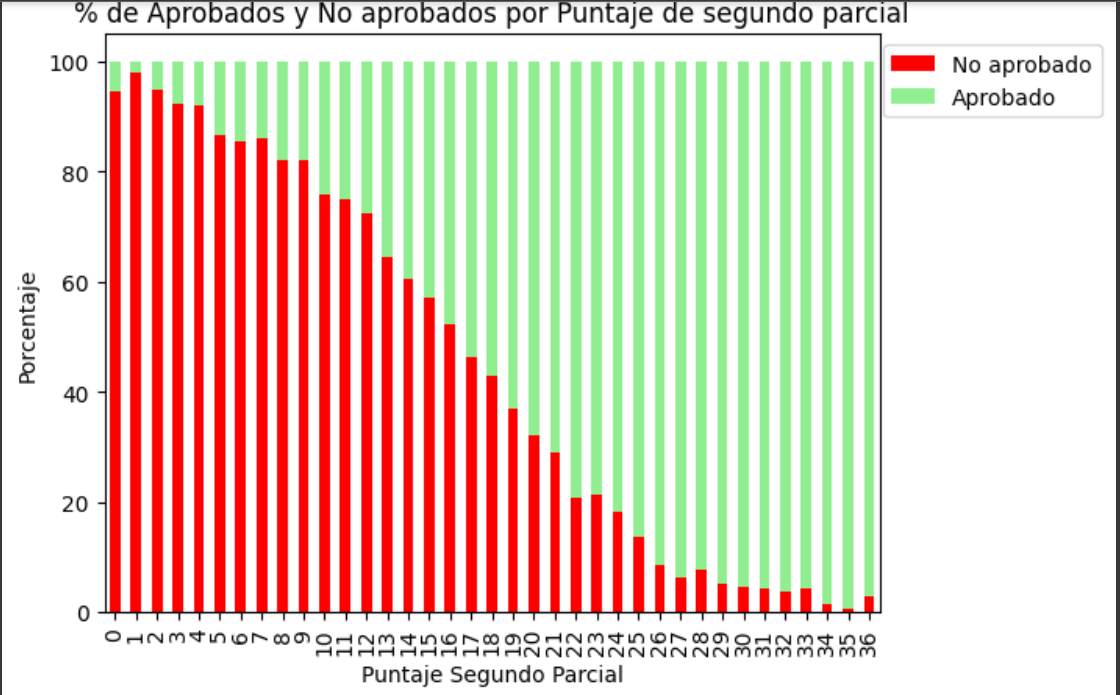 % de Aprobados y No aprobados por Puntaje de segundo parcial
No aprobado
Aprobado
Porcentaje
100
80
60
40
20
0
0 1 2 3 4 5 6 7 8 9 10 11 12 13 14 15 16 17 18 19 20 21 22 23 24 25 26 27 28 29 30 31 32 33 34 35 36
Puntaje Segundo Parcial